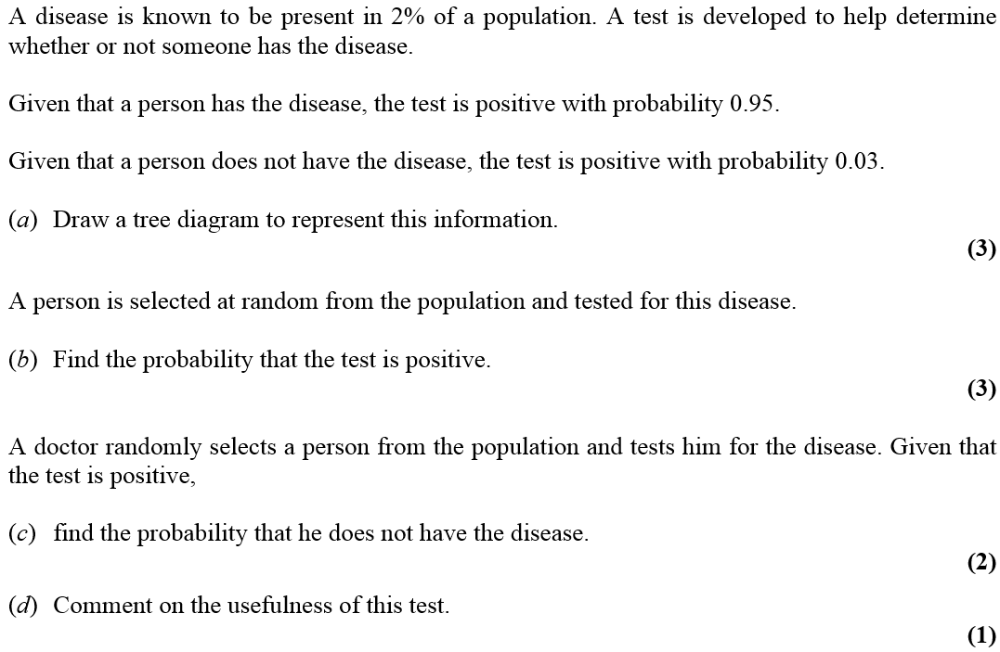 A disease is known to be present in 2% of a population. A test is developed to help determine
whether or not someone has the disease.
Given that a person has the disease, the test is positive with probability 0.95.
Given that a person does not have the disease, the test is positive with probability 0.03.
(a) Draw a tree diagram to represent this information.
(3)
A person is selected at random from the population and tested for this disease.
(b) Find the probability that the test is positive.
(3)
A doctor randomly selects a person from the population and tests him for the disease. Given that
the test is positive,
(c) find the probability that he does not have the disease.
(2)
(d) Comment on the usefulness of this test.
(1)